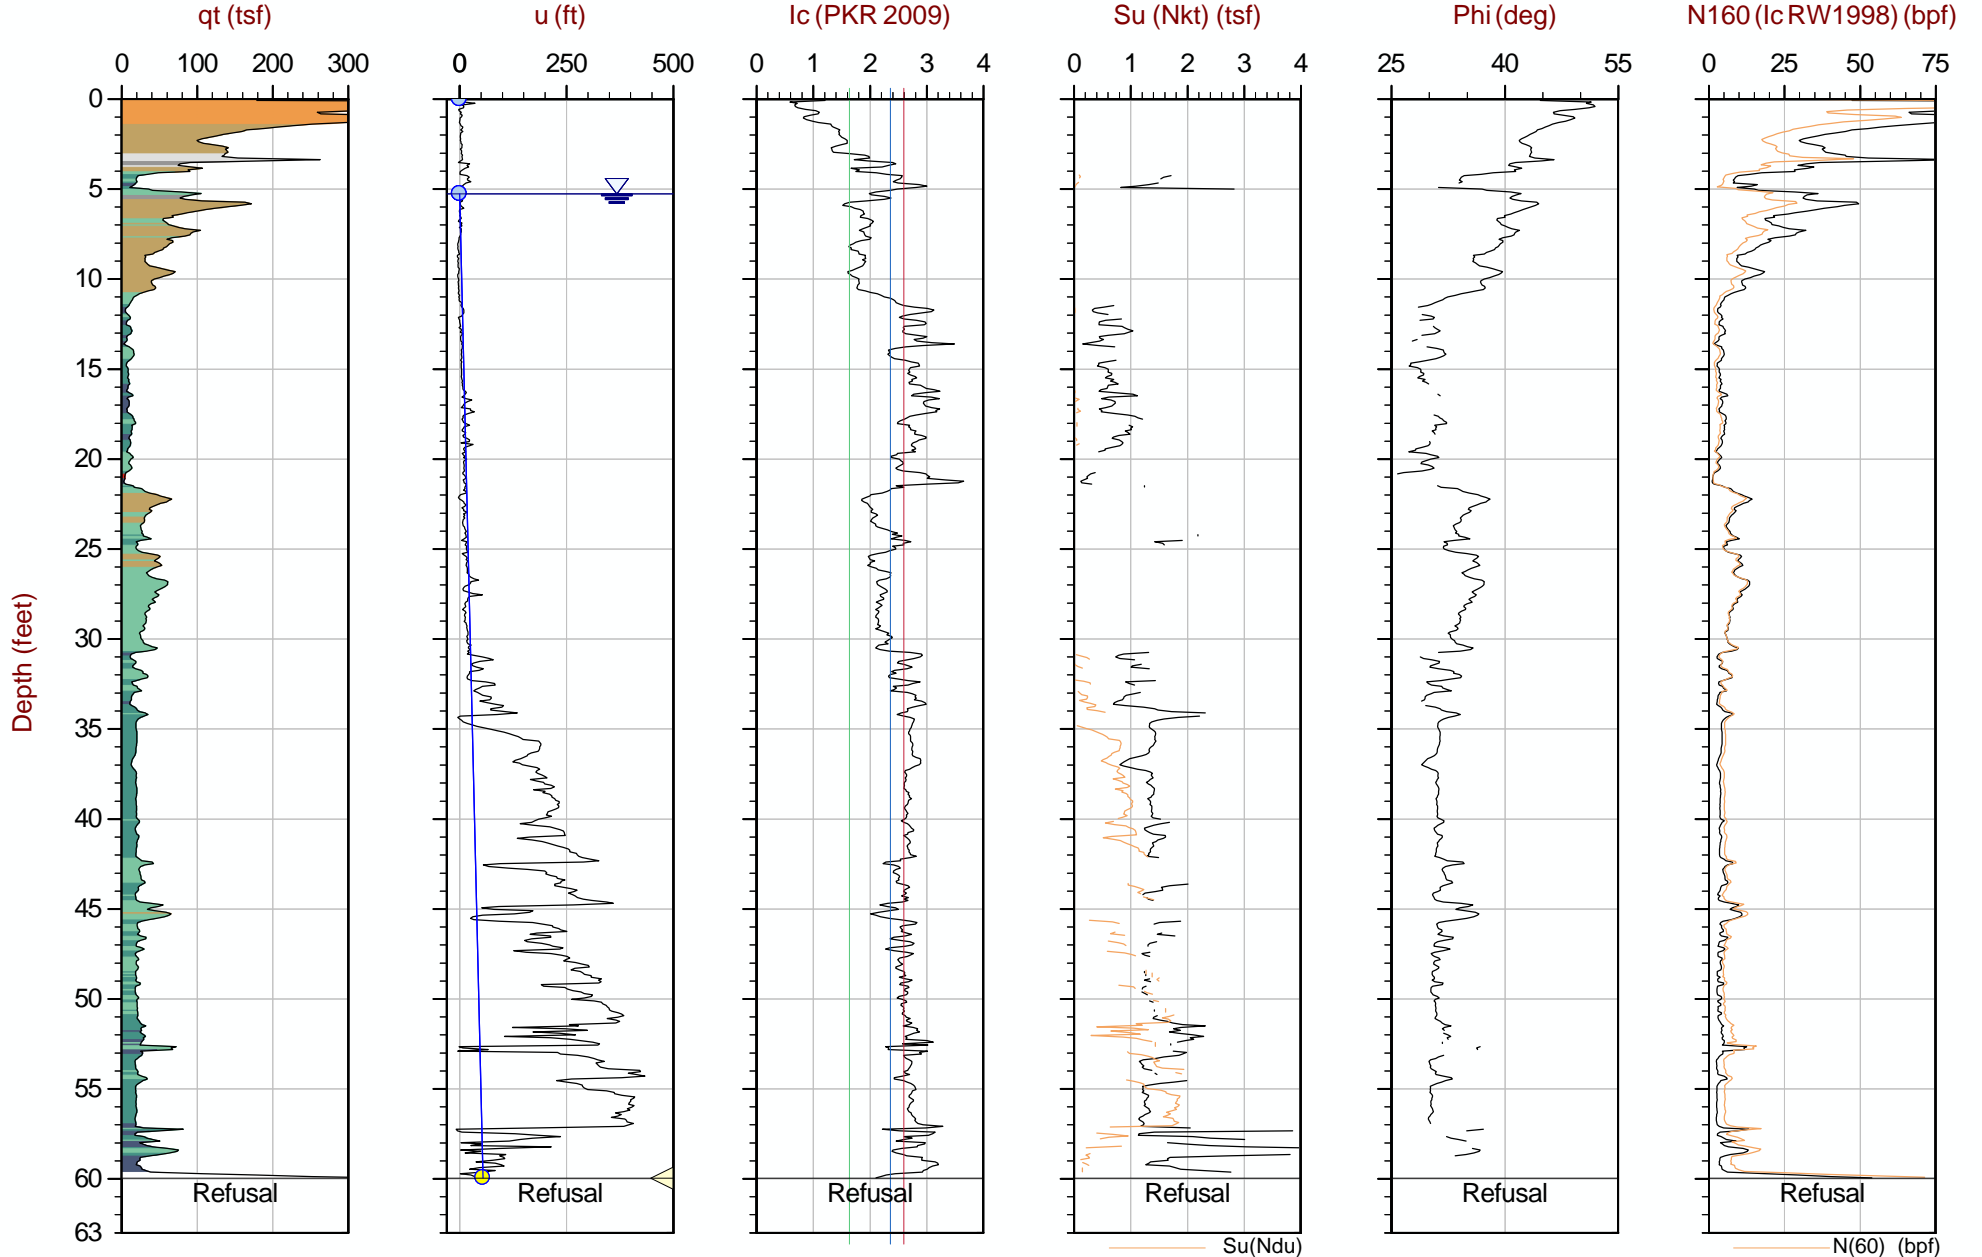 qt (tsf) u (ft) Ic (PKR 2009) Su (Nkt) (tsf) Phi (deg) N160 (Ic RW1998) (bpf)
0 100 200 300 0 250 500 0 1 2 3 4 0 1 2 3 4 25 40 55 0 25 50 75
0
5
10
15
20
25
30
35
40
45
50
55
60
63
Depth (feet)
Refusal Refusal Refusal Refusal Refusal Refusal
Su(Ndu) N(60) (bpf)